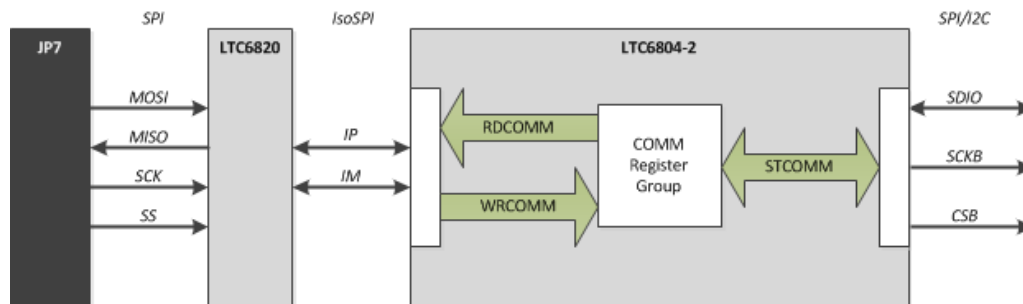 SPI IsoSPI SPI/I2C
JP7 LTC6820 LTC6804-2
MOSI SDIO
RDCOMM
MISO IP COMM
Register
Group
SCK IM STCOMM SCKB
WRCOMM
SS CSB